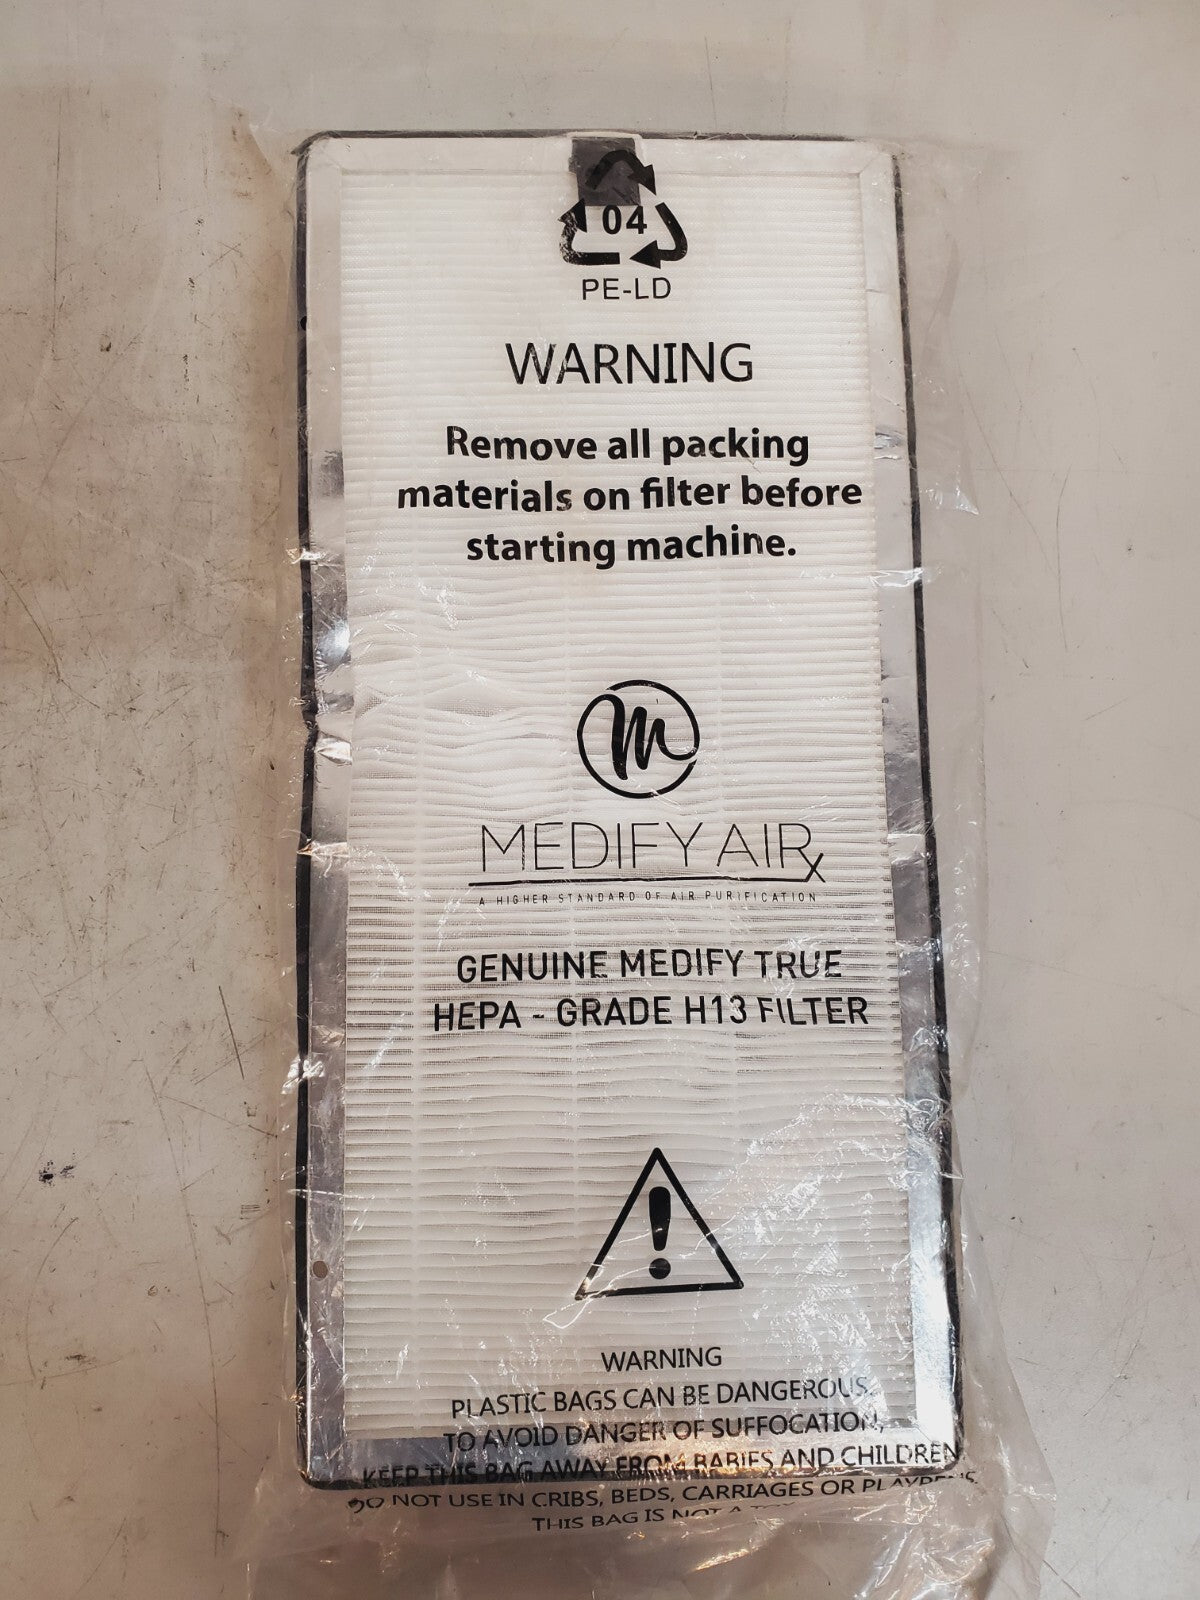 04
PE-LD
WARNING
Remove all packing
materials on filter before
starting machine.
m
MEDIFY AIRx
A HIGHER STANDARD OF AIR PURIFICATION
GENUINE MEDIFY TRUE
HEPA - GRADE H13 FILTER
!
WARNING
PLASTIC BAGS CAN BE DANGEROUS.
TO AVOID DANGER OF SUFFOCATION,
KEEP THIS BAG AWAY FROM BABIES AND CHILDREN
DO NOT USE IN CRIBS, BEDS, CARRIAGES OR PLAYPENS.
THIS BAG IS NOT A TOY